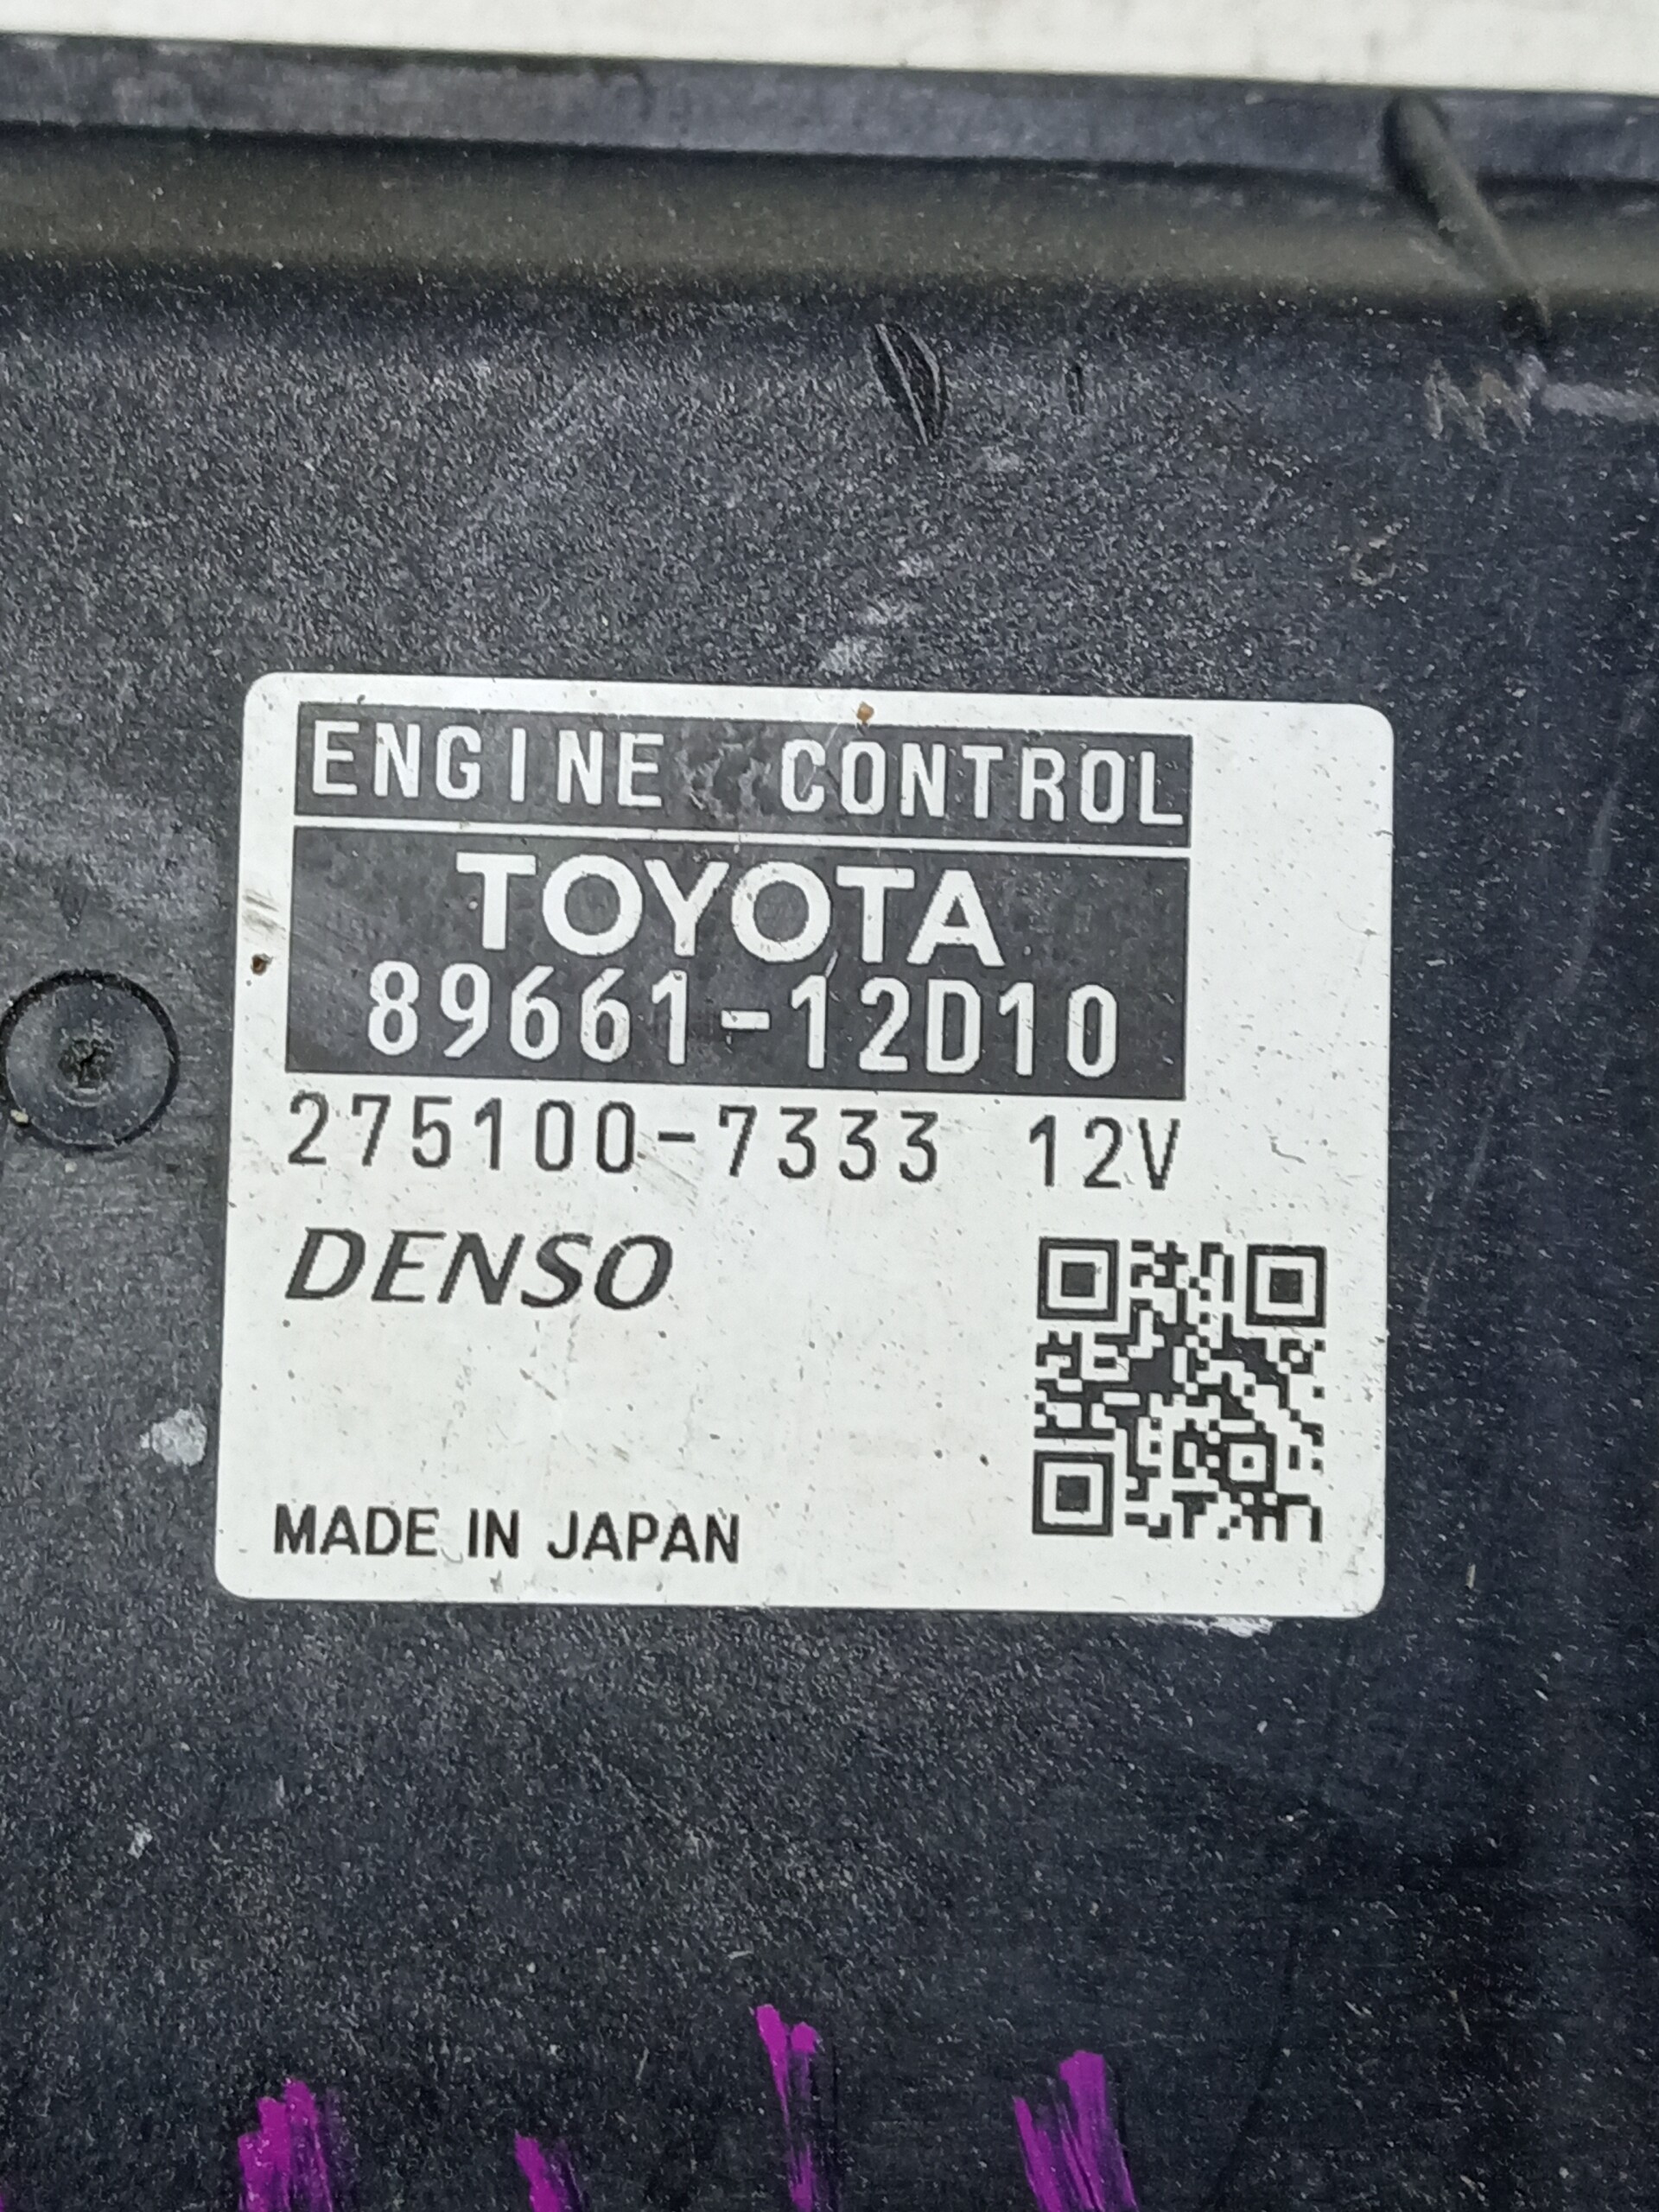 ENGINE CONTROL
TOYOTA
89661-12D10
275100-7333 12V
DENSO
MADE IN JAPAN